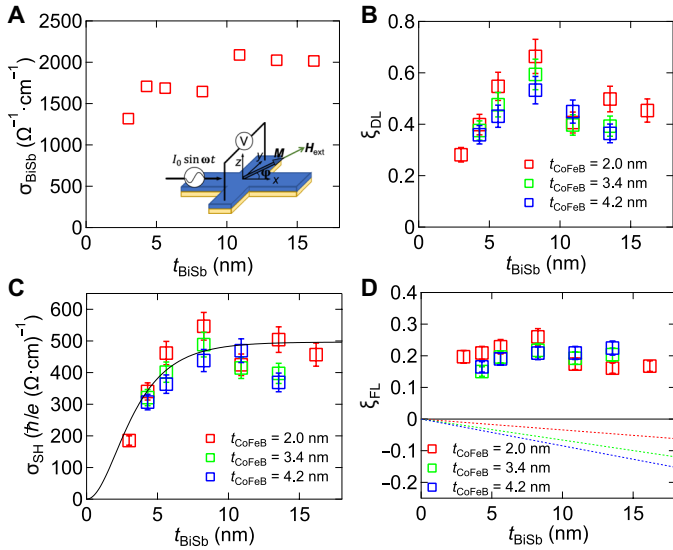 A
2500
2000
1500
1000
500
0
σBiSb (Ω⁻¹·cm⁻¹)
I₀ sin ωt
V
z
y
x
M
Hext
φ
0 5 10 15
tBiSb (nm)
B
0.8
0.6
0.4
0.2
0
ξDL
tCoFeB = 2.0 nm
tCoFeB = 3.4 nm
tCoFeB = 4.2 nm
0 5 10 15
tBiSb (nm)
C
600
500
400
300
200
100
0
σSH (ℏ/e (Ω·cm)⁻¹)
tCoFeB = 2.0 nm
tCoFeB = 3.4 nm
tCoFeB = 4.2 nm
0 5 10 15
tBiSb (nm)
D
0.4
0.3
0.2
0.1
0
−0.1
−0.2
ξFL
tCoFeB = 2.0 nm
tCoFeB = 3.4 nm
tCoFeB = 4.2 nm
0 5 10 15
tBiSb (nm)